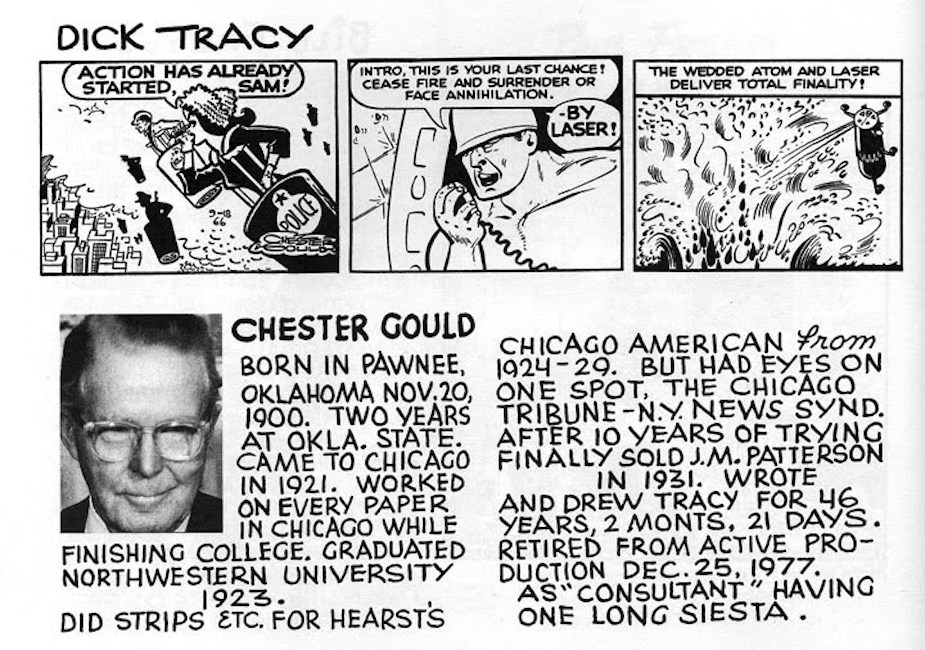 DICK TRACY
ACTION HAS ALREADY
STARTED, SAM!
9-18
66
POLICE
CHESTER
GOULD
INTRO, THIS IS YOUR LAST CHANCE!
CEASE FIRE AND SURRENDER OR
FACE ANNIHILATION.
-BY
LASER!
THE WEDDED ATOM AND LASER
DELIVER TOTAL FINALITY!
CHESTER GOULD
BORN IN PAWNEE,
OKLAHOMA NOV. 20,
1900. TWO YEARS
AT OKLA. STATE.
CAME TO CHICAGO
IN 1921. WORKED
ON EVERY PAPER
IN CHICAGO WHILE
FINISHING COLLEGE. GRADUATED
NORTHWESTERN UNIVERSITY
1923.
DID STRIPS ETC. FOR HEARST'S
CHICAGO AMERICAN from
1924-29. BUT HAD EYES ON
ONE SPOT, THE CHICAGO
TRIBUNE-N.Y. NEWS SYND.
AFTER 10 YEARS OF TRYING
FINALLY SOLD J.M. PATTERSON
IN 1931. WROTE
AND DREW TRACY FOR 46
YEARS, 2 MONTS, 21 DAYS.
RETIRED FROM ACTIVE PRO-
DUCTION DEC. 25, 1977.
AS "CONSULTANT" HAVING
ONE LONG SIESTA.